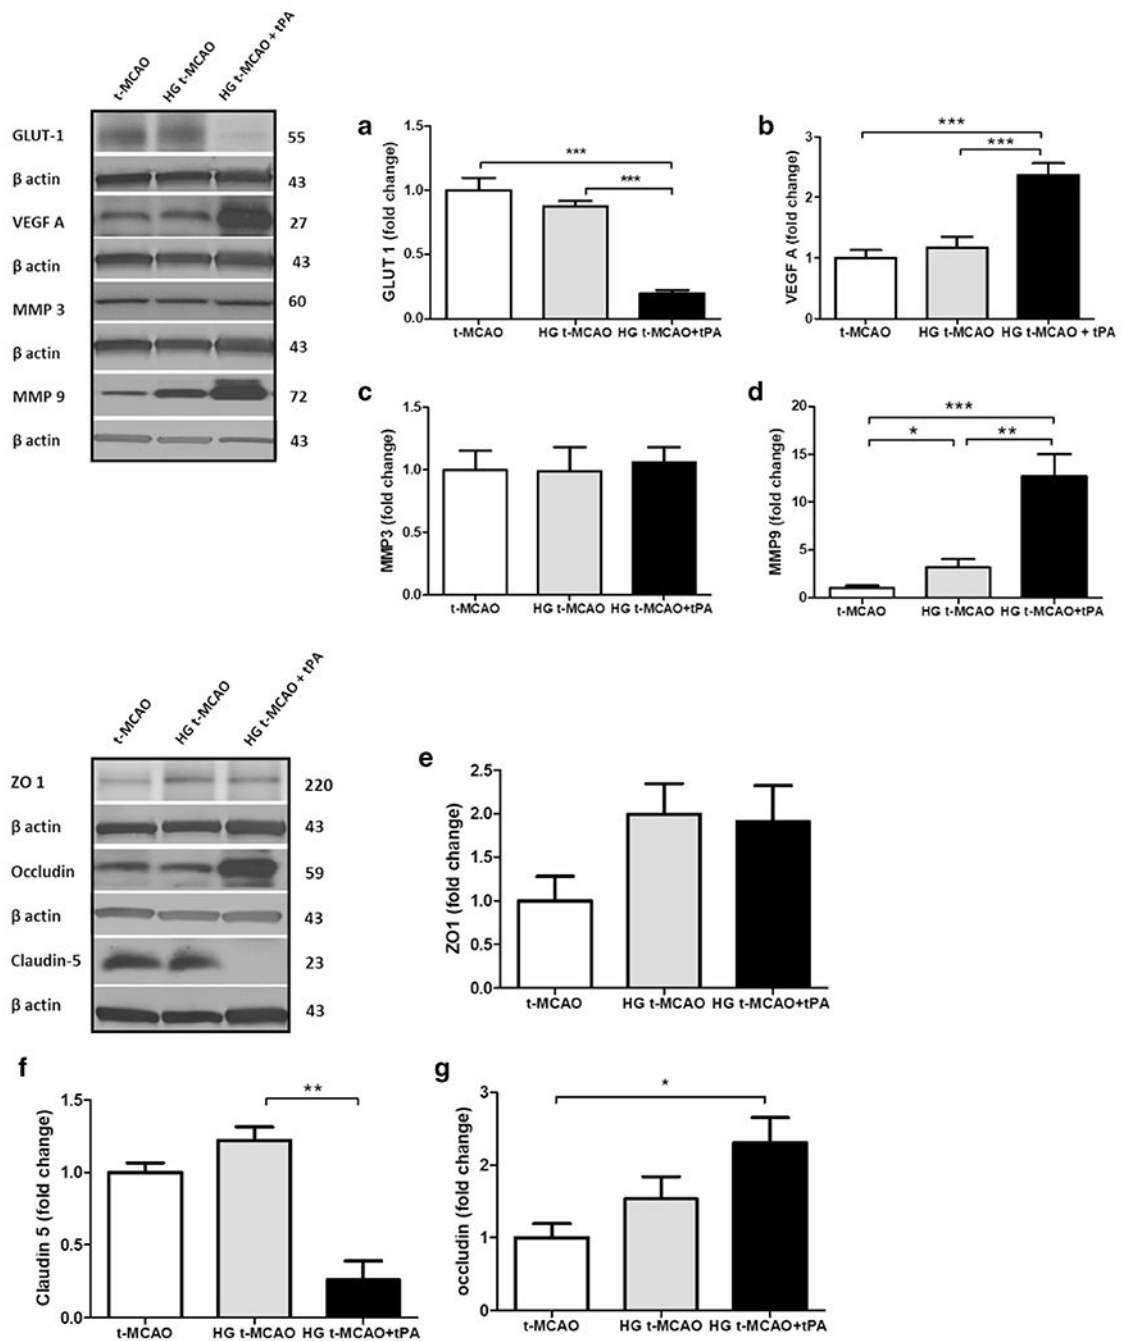 t-MCAO
HG t-MCAO
HG t-MCAO + tPA
GLUT-1
55
β actin
43
VEGF A
27
β actin
43
MMP 3
60
β actin
43
MMP 9
72
β actin
43
a
GLUT 1 (fold change)
1.5
1.0
0.5
0.0
***
***
t-MCAO
HG t-MCAO
HG t-MCAO+tPA
b
VEGF A (fold change)
3
2
1
0
***
***
t-MCAO
HG t-MCAO
HG t-MCAO + tPA
c
MMP3 (fold change)
1.5
1.0
0.5
0.0
t-MCAO
HG t-MCAO
HG t-MCAO+tPA
d
MMP9 (fold change)
20
15
10
5
0
***
*
**
t-MCAO
HG t-MCAO
HG t-MCAO+tPA
t-MCAO
HG t-MCAO
HG t-MCAO + tPA
ZO 1
220
β actin
43
Occludin
59
β actin
43
Claudin-5
23
β actin
43
e
ZO1 (fold change)
2.5
2.0
1.5
1.0
0.5
0.0
t-MCAO
HG t-MCAO
HG t-MCAO+tPA
f
Claudin 5 (fold change)
1.5
1.0
0.5
0.0
**
t-MCAO
HG t-MCAO
HG t-MCAO+tPA
g
occludin (fold change)
3
2
1
0
*
t-MCAO
HG t-MCAO
HG t-MCAO+tPA